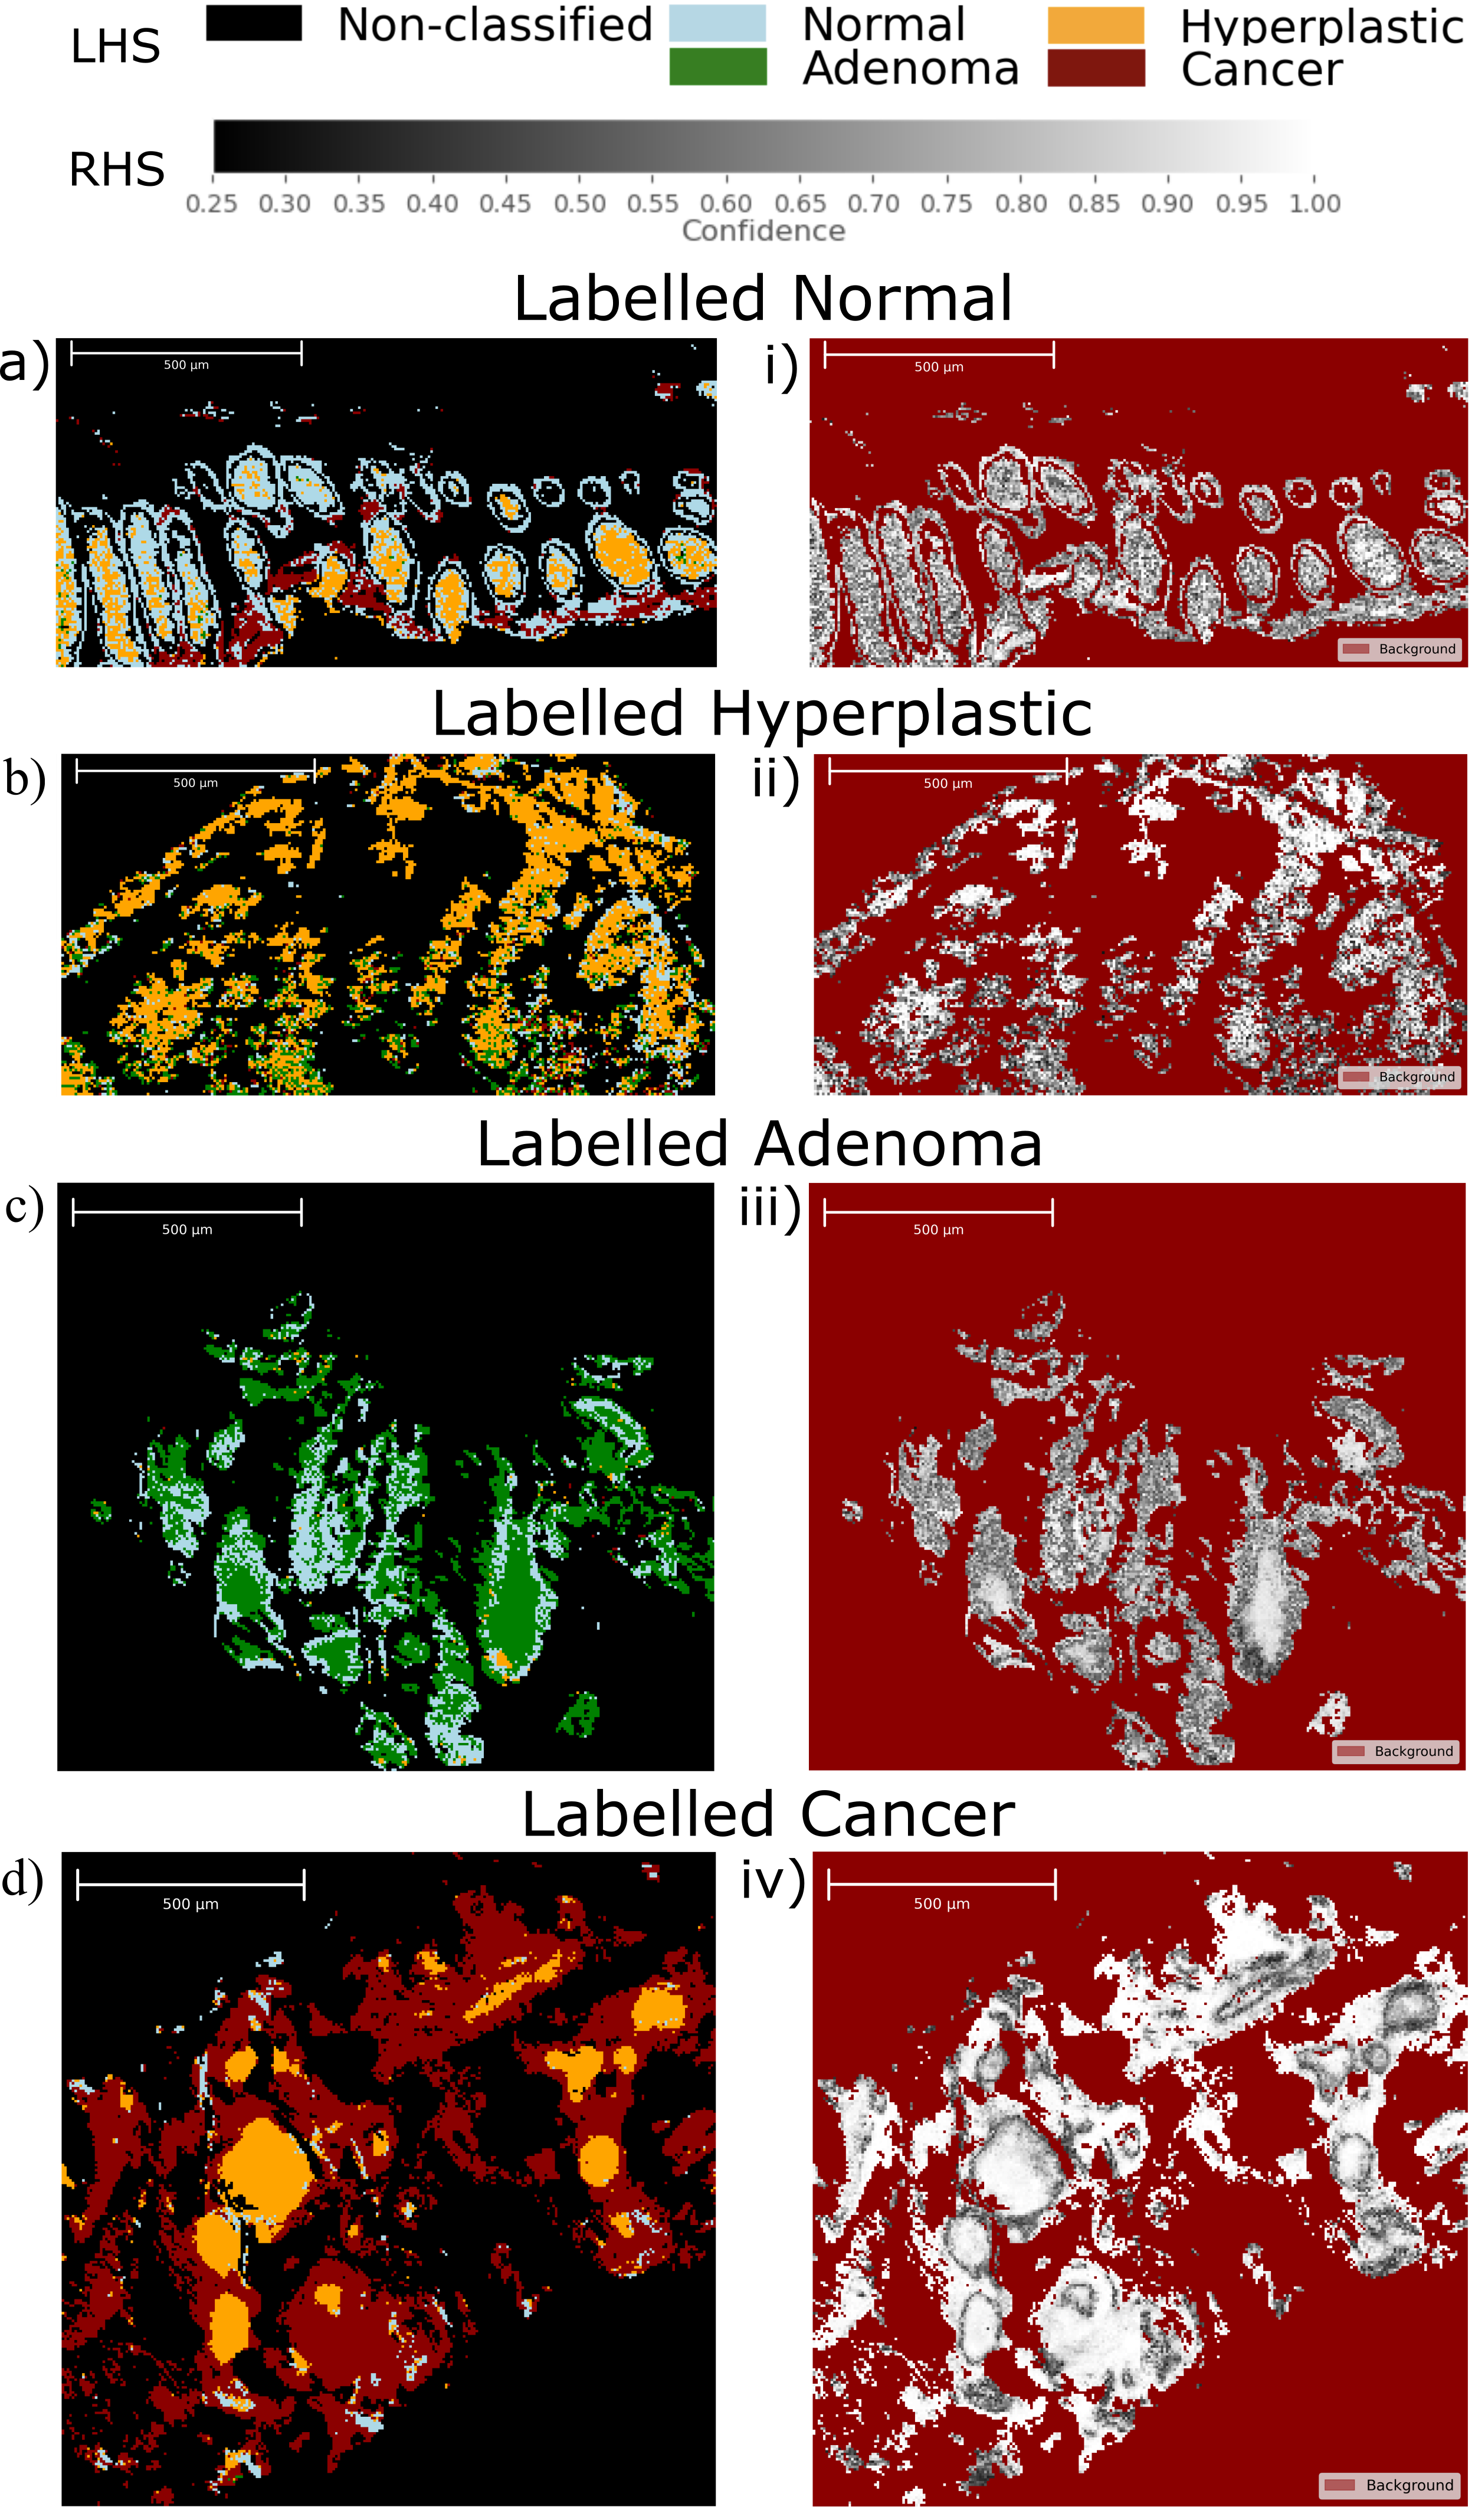 LHS
Non-classified
Normal
Hyperplastic
Adenoma
Cancer
RHS
0.25 0.30 0.35 0.40 0.45 0.50 0.55 0.60 0.65 0.70 0.75 0.80 0.85 0.90 0.95 1.00
Confidence
Labelled Normal
a)
500 µm
i)
500 µm
Background
Labelled Hyperplastic
b)
500 µm
ii)
500 µm
Background
Labelled Adenoma
c)
500 µm
iii)
500 µm
Background
Labelled Cancer
d)
500 µm
iv)
500 µm
Background